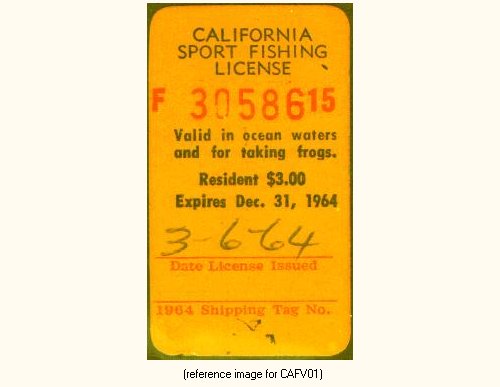 CALIFORNIA
SPORT FISHING
LICENSE
F 3058615
Valid in ocean waters
and for taking frogs.
Resident $3.00
Expires Dec. 31, 1964
3-6-64
Date License Issued
1964 Shipping Tag No.
(reference image for CAFV01)